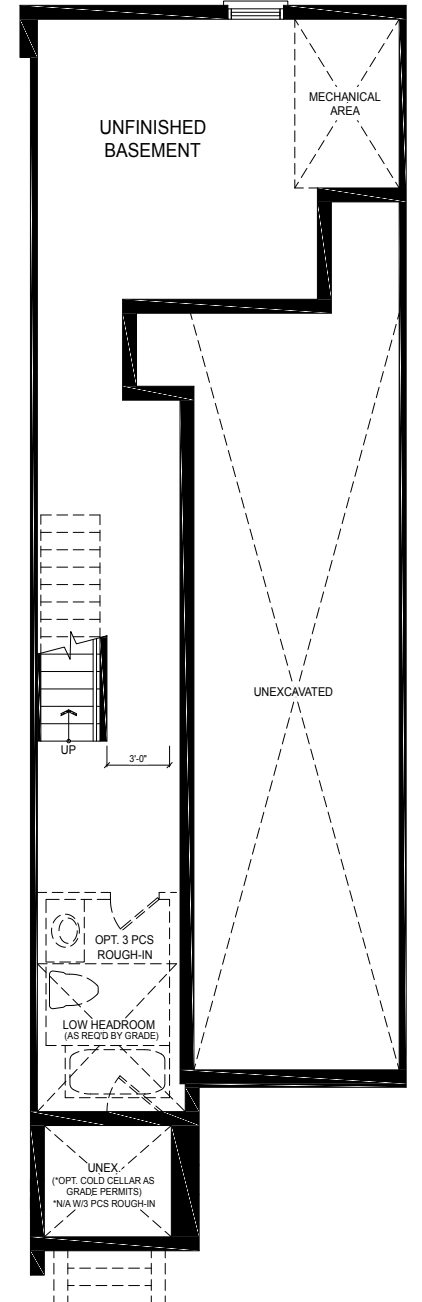 MECHANICAL
AREA
UNFINISHED
BASEMENT
UNEXCAVATED
UP
3'-0"
OPT. 3 PCS
ROUGH-IN
LOW HEADROOM
(AS REQ'D BY GRADE)
UNEX.
(*OPT. COLD CELLAR AS
GRADE PERMITS)
*N/A W/3 PCS ROUGH-IN